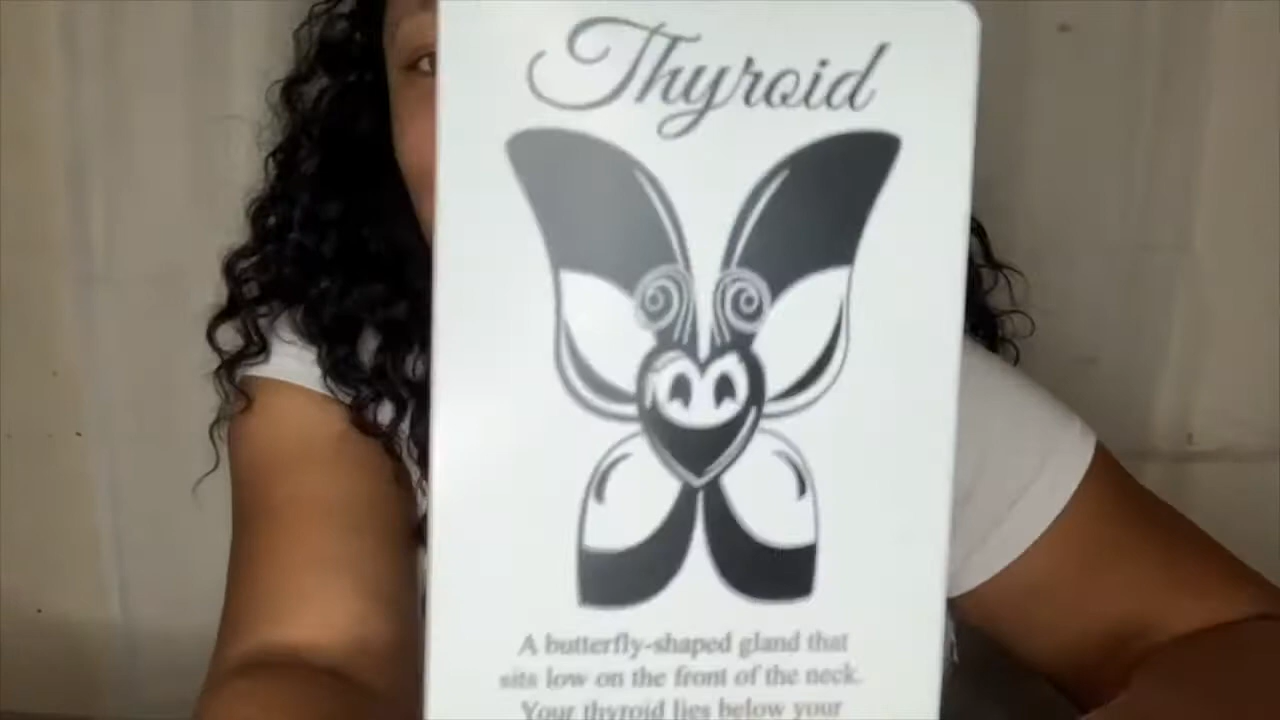 Thyroid
A butterfly-shaped gland that
sits low on the front of the neck.
Your thyroid lies below your